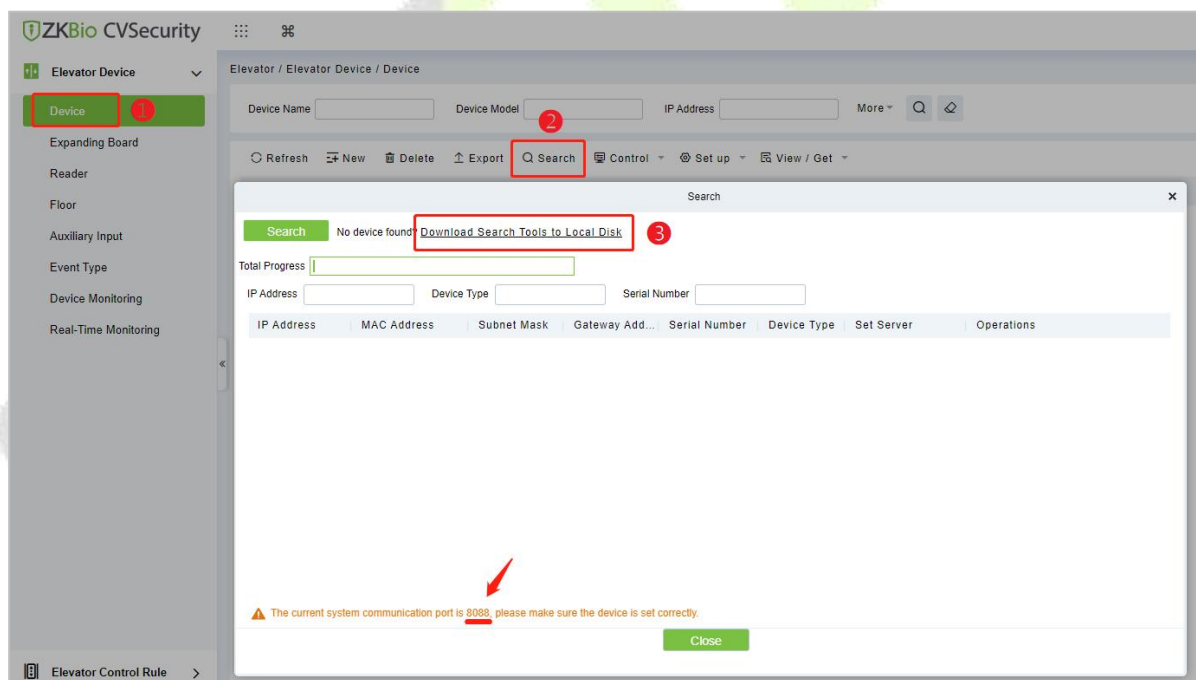 ZKBio CVSecurity
Elevator Device
Elevator / Elevator Device / Device
Device
1
Device Name
Device Model
IP Address
More
2
Expanding Board
Refresh
New
Delete
Export
Search
Control
Set up
View / Get
Reader
Floor
Auxiliary Input
Event Type
Device Monitoring
Real-Time Monitoring
Search
×
Search
No device found? Download Search Tools to Local Disk
3
Total Progress
IP Address
Device Type
Serial Number
IP Address
MAC Address
Subnet Mask
Gateway Add...
Serial Number
Device Type
Set Server
Operations
«
The current system communication port is 8088, please make sure the device is set correctly.
Close
Elevator Control Rule